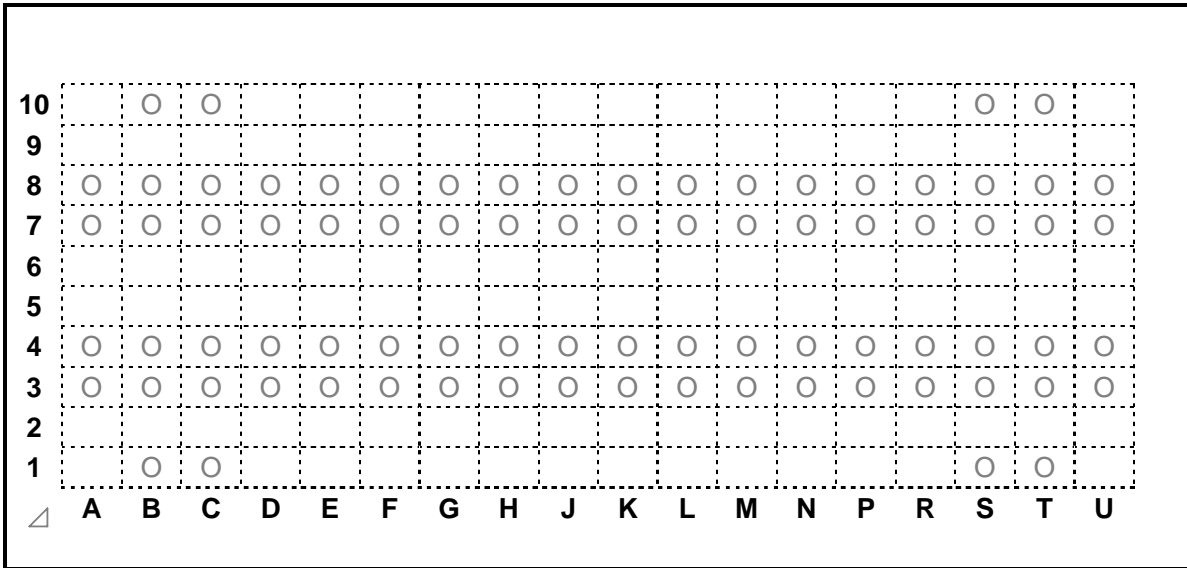 10 O O O O
9
8 O O O O O O O O O O O O O O O O O O
7 O O O O O O O O O O O O O O O O O O
6
5
4 O O O O O O O O O O O O O O O O O O
3 O O O O O O O O O O O O O O O O O O
2
1 O O O O
A B C D E F G H J K L M N P R S T U